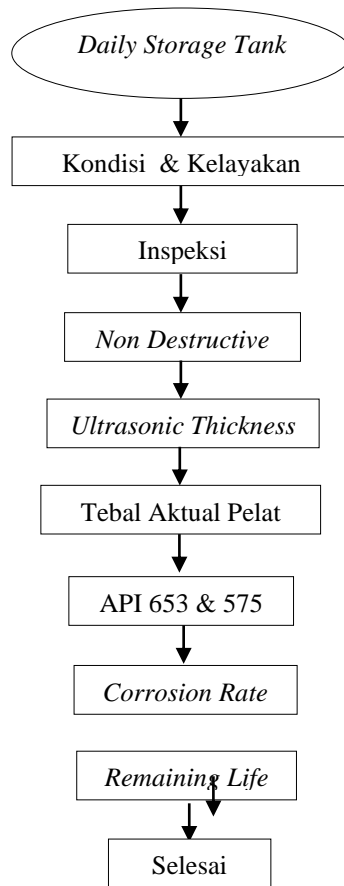 Daily Storage Tank
Kondisi & Kelayakan
Inspeksi
Non Destructive
Ultrasonic Thickness
Tebal Aktual Pelat
API 653 & 575
Corrosion Rate
Remaining Life
Selesai